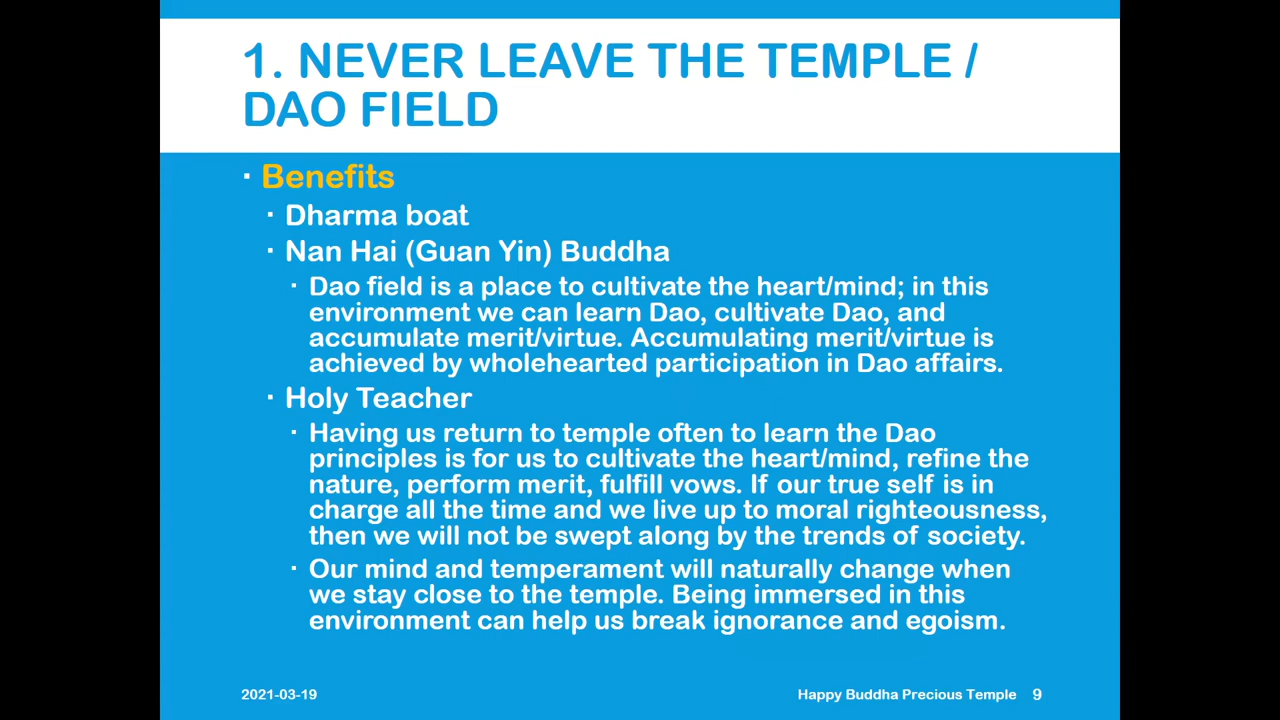 1. NEVER LEAVE THE TEMPLE /
DAO FIELD
▪ Benefits
▪ Dharma boat
▪ Nan Hai (Guan Yin) Buddha
▪ Dao field is a place to cultivate the heart/mind; in this
environment we can learn Dao, cultivate Dao, and
accumulate merit/virtue. Accumulating merit/virtue is
achieved by wholehearted participation in Dao affairs.
▪ Holy Teacher
▪ Having us return to temple often to learn the Dao
principles is for us to cultivate the heart/mind, refine the
nature, perform merit, fulfill vows. If our true self is in
charge all the time and we live up to moral righteousness,
then we will not be swept along by the trends of society.
▪ Our mind and temperament will naturally change when
we stay close to the temple. Being immersed in this
environment can help us break ignorance and egoism.
2021-03-19
Happy Buddha Precious Temple 9